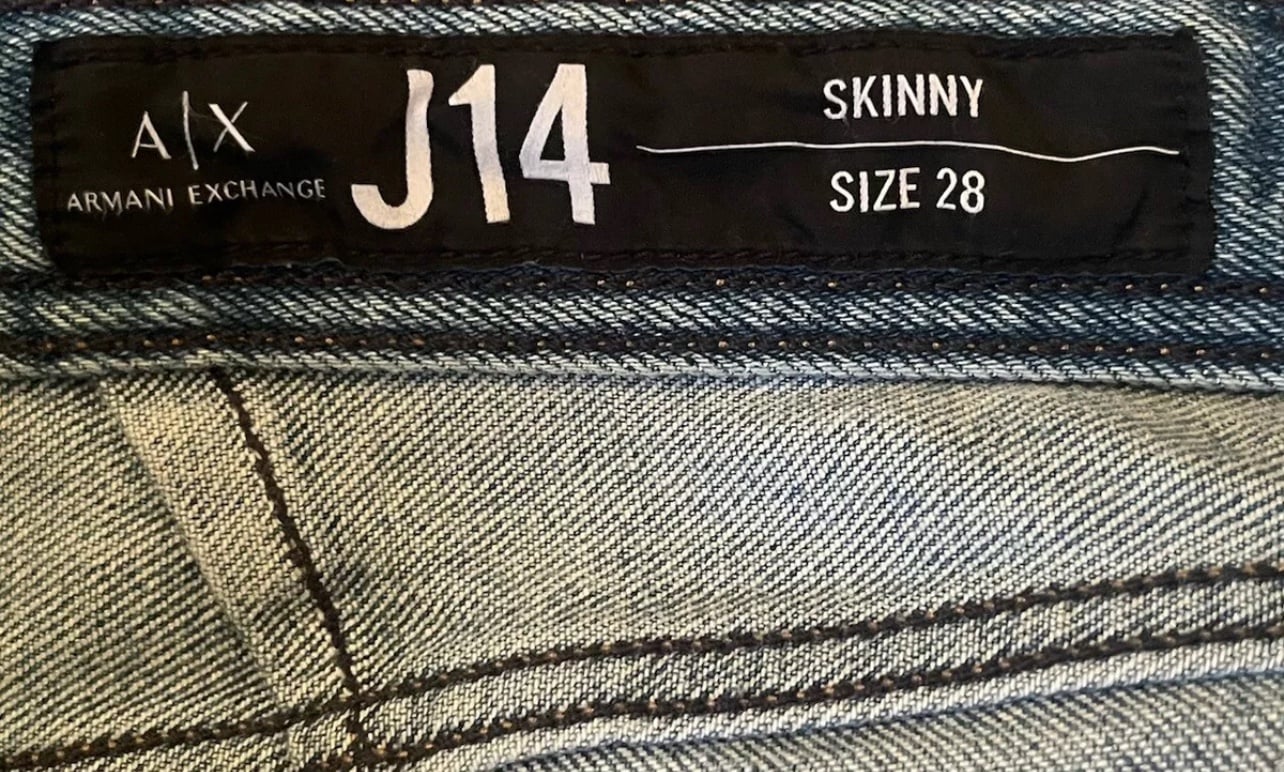 A|X
ARMANI EXCHANGE
J14
SKINNY
SIZE 28